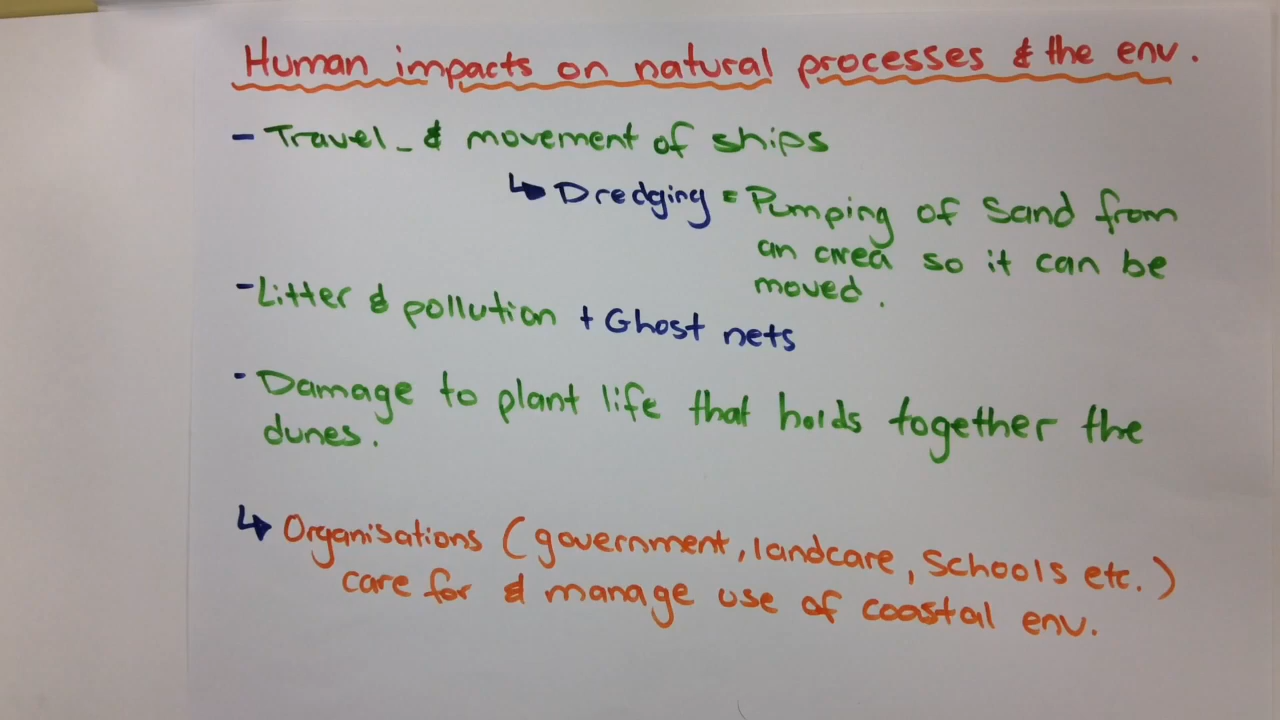 Human impacts on natural processes & the env.
- Travel - & movement of ships
↳ Dredging = Pumping of Sand from
an area so it can be
moved.
- Litter & pollution + Ghost nets
- Damage to plant life that holds together the
dunes.
↳ Organisations (government, landcare, Schools etc.)
care for & manage use of coastal env.